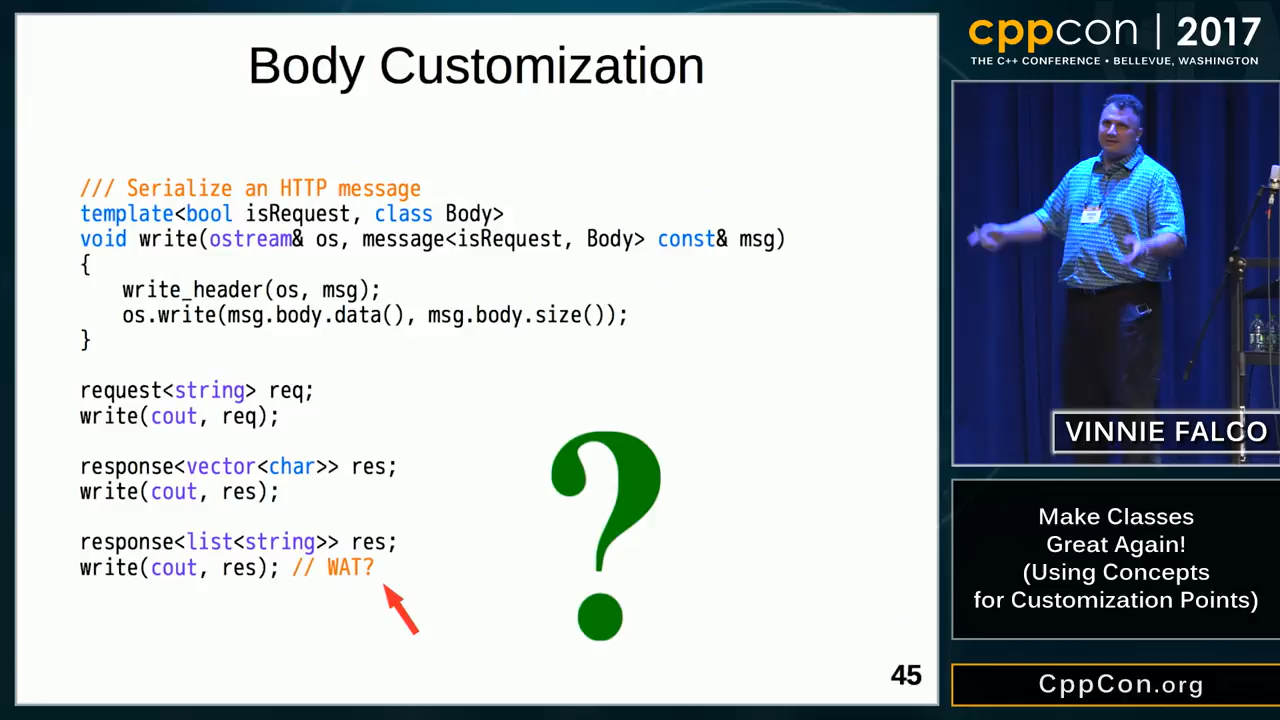 Body Customization
/// Serialize an HTTP message
template<bool isRequest, class Body>
void write(ostream& os, message<isRequest, Body> const& msg)
{
write_header(os, msg);
os.write(msg.body.data(), msg.body.size());
}
request<string> req;
write(cout, req);
response<vector<char>> res;
write(cout, res);
response<list<string>> res;
write(cout, res); // WAT?
?
45
cppcon | 2017
THE C++ CONFERENCE • BELLEVUE, WASHINGTON
VINNIE FALCO
Make Classes
Great Again!
(Using Concepts
for Customization Points)
CppCon.org